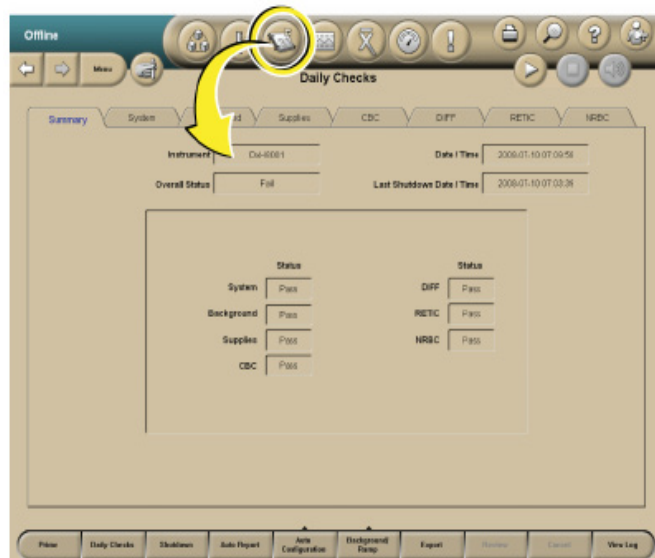 Offline
Menu
Daily Checks
Summary System Supplies CBC DIFF RETIC NRBC
Instrument Date / Time 2008-07-10 07:09:58
Overall Status Fail Last Shutdown Date / Time 2008-07-10 07:03:36
Status Status
System Pass DIFF Pass
Background Pass RETIC Pass
Supplies Pass NRBC Pass
CBC Pass
Prime Daily Checks Shutdown Auto Report Auto Configuration Background/ Ramp Export Cancel View Log